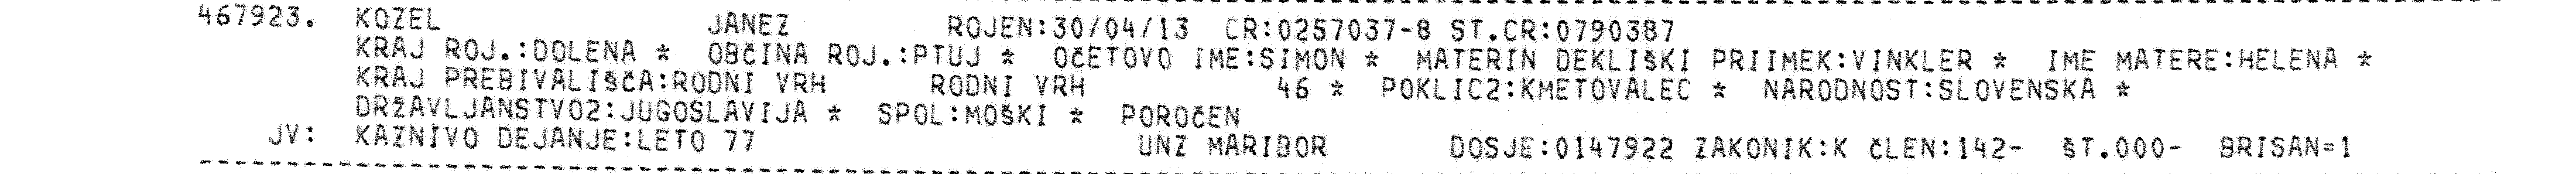 467923. KOZEL JANEZ ROJEN:30/04/13 CR:0257037-8 ST.CR:0790387
KRAJ ROJ.:DOLENA * OBČINA ROJ.:PTUJ * OČETOVO IME:SIMON * MATERIN DEKLIŠKI PRIIMEK:VINKLER * IME MATERE:HELENA *
KRAJ PREBIVALIŠČA:RODNI VRH RODNI VRH 46 * POKLIC2:KMETOVALEC * NARODNOST:SLOVENSKA *
DRŽAVLJANSTVO2:JUGOSLAVIJA * SPOL:MOŠKI * POROČEN
JV: KAZNIVO DEJANJE:LETO 77 UNZ MARIBOR DOSJE:0147922 ZAKONIK:K ČLEN:142- ŠT.000- BRISAN=1